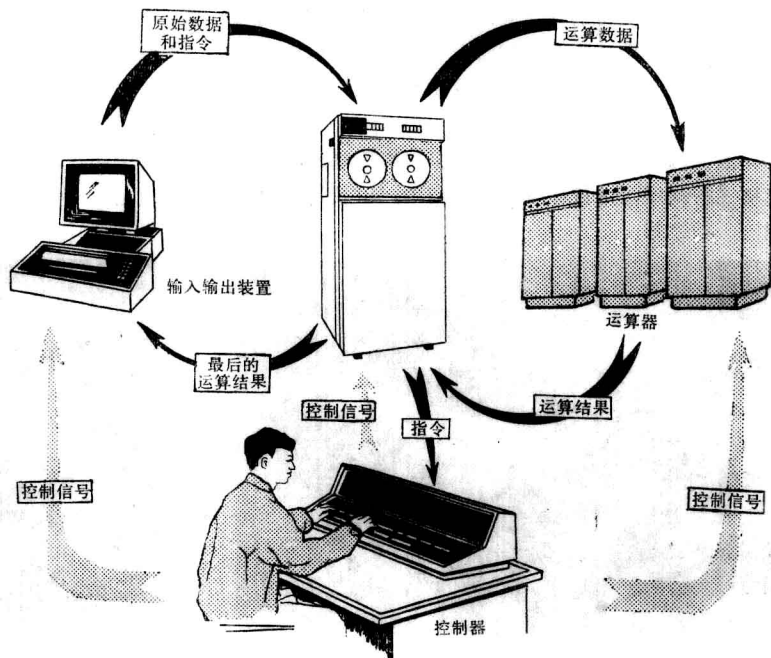 原始数据
和指令
运算数据
输入输出装置
运算器
最后的
运算结果
控制信号
指令
运算结果
控制信号
控制信号
控制器